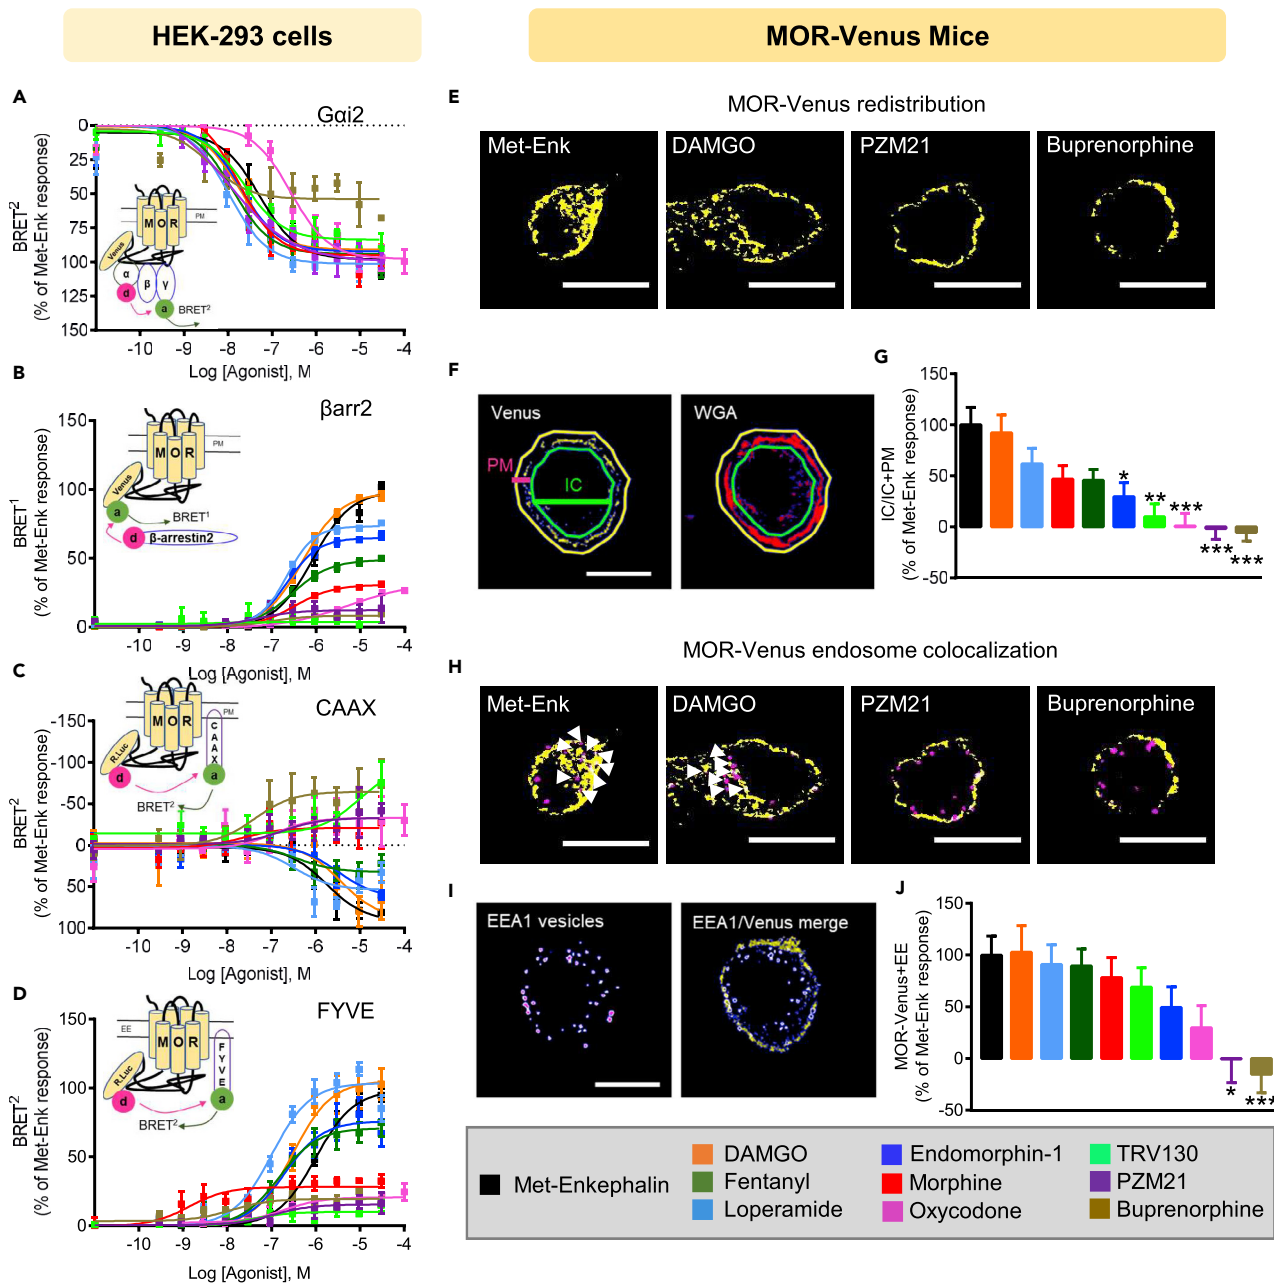 HEK-293 cells
MOR-Venus Mice
A
Gαi2
BRET²
(% of Met-Enk response)
0
25
50
75
100
125
150
M O R
PM
Venus
α
β
γ
d
a
BRET²
-10 -9 -8 -7 -6 -5 -4
Log [Agonist], M
B
βarr2
BRET¹
(% of Met-Enk response)
150
100
50
0
M O R
PM
Venus
a
BRET¹
d
β-arrestin2
-10 -9 -8 -7 -6 -5 -4
Log [Agonist], M
C
CAAX
BRET²
(% of Met-Enk response)
-150
-100
-50
0
50
100
M O R
PM
C
A
A
X
R.Luc
d
a
BRET²
-10 -9 -8 -7 -6 -5 -4
Log [Agonist], M
D
FYVE
BRET²
(% of Met-Enk response)
150
100
50
0
EE
M O R
F
Y
V
E
R.Luc
d
a
BRET²
-10 -9 -8 -7 -6 -5 -4
Log [Agonist], M
E
MOR-Venus redistribution
Met-Enk
DAMGO
PZM21
Buprenorphine
F
Venus
PM
IC
WGA
G
IC/IC+PM
(% of Met-Enk response)
150
100
50
0
-50
*
**
***
***
***
MOR-Venus endosome colocalization
H
Met-Enk
DAMGO
PZM21
Buprenorphine
I
EEA1 vesicles
EEA1/Venus merge
J
MOR-Venus+EE
(% of Met-Enk response)
150
100
50
0
-50
*
***
Met-Enkephalin
DAMGO
Fentanyl
Loperamide
Endomorphin-1
Morphine
Oxycodone
TRV130
PZM21
Buprenorphine